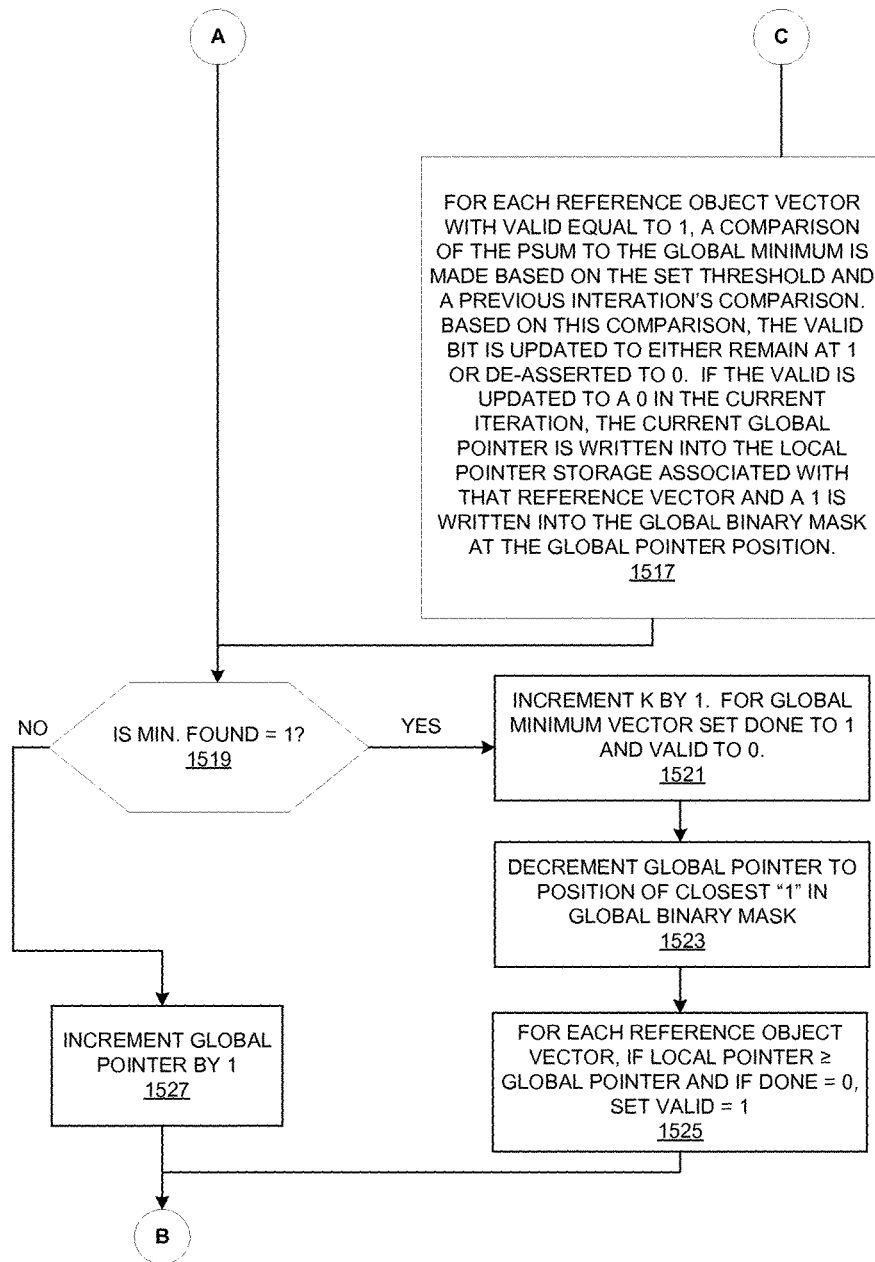 A
C
FOR EACH REFERENCE OBJECT VECTOR
WITH VALID EQUAL TO 1, A COMPARISON
OF THE PSUM TO THE GLOBAL MINIMUM IS
MADE BASED ON THE SET THRESHOLD AND
A PREVIOUS INTERATION'S COMPARISON.
BASED ON THIS COMPARISON, THE VALID
BIT IS UPDATED TO EITHER REMAIN AT 1
OR DE-ASSERTED TO 0. IF THE VALID IS
UPDATED TO A 0 IN THE CURRENT
ITERATION, THE CURRENT GLOBAL
POINTER IS WRITTEN INTO THE LOCAL
POINTER STORAGE ASSOCIATED WITH
THAT REFERENCE VECTOR AND A 1 IS
WRITTEN INTO THE GLOBAL BINARY MASK
AT THE GLOBAL POINTER POSITION.
1517
NO
IS MIN. FOUND = 1?
1519
YES
INCREMENT K BY 1. FOR GLOBAL
MINIMUM VECTOR SET DONE TO 1
AND VALID TO 0.
1521
DECREMENT GLOBAL POINTER TO
POSITION OF CLOSEST "1" IN
GLOBAL BINARY MASK
1523
INCREMENT GLOBAL
POINTER BY 1
1527
FOR EACH REFERENCE OBJECT
VECTOR, IF LOCAL POINTER ≥
GLOBAL POINTER AND IF DONE = 0,
SET VALID = 1
1525
B